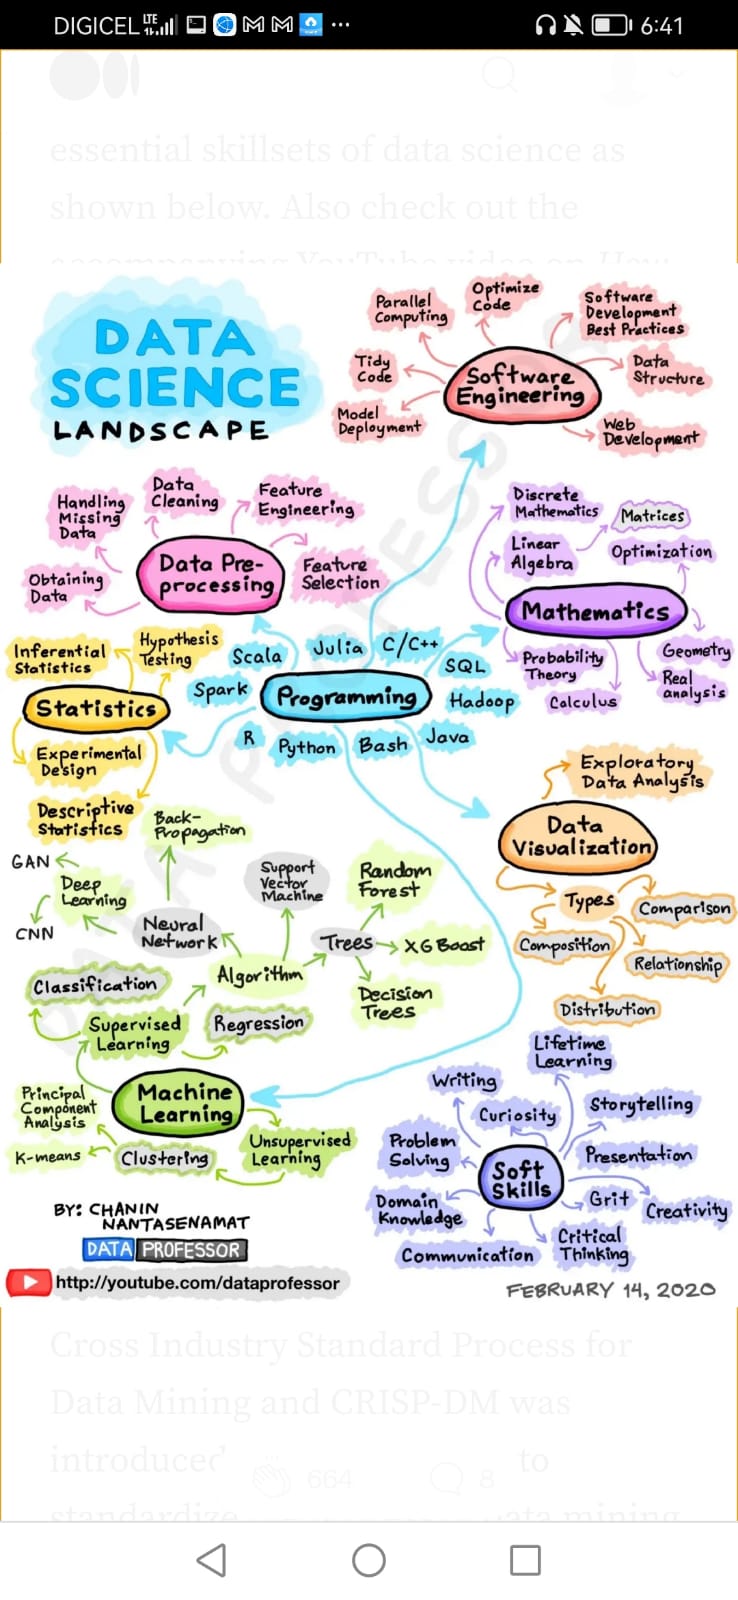 DIGICEL LTE 6:41
essential skillsets of data science as
shown below. Also check out the
DATA
SCIENCE
LANDSCAPE
Parallel
Computing
Optimize
Code
Software
Development
Best Practices
Tidy
Code
Software
Engineering
Data
Structure
Model
Deployment
Web
Development
Handling
Missing
Data
Data
Cleaning
Feature
Engineering
Obtaining
Data
Data Pre-
processing
Feature
Selection
Discrete
Mathematics
Matrices
Linear
Algebra
Optimization
Mathematics
Probability
Theory
Calculus
Geometry
Real
analysis
Inferential
Statistics
Hypothesis
Testing
Statistics
Experimental
Design
Descriptive
Statistics
Scala
Julia
C/C++
SQL
Spark
Programming
Hadoop
R
Python
Bash
Java
Exploratory
Data Analysis
Data
Visualization
Types
Comparison
Composition
Relationship
Distribution
Back-
Propagation
GAN
Deep
Learning
CNN
Neural
Network
Support
Vector
Machine
Random
Forest
Trees
XG Boost
Decision
Trees
Algorithm
Classification
Supervised
Learning
Regression
Machine
Learning
Principal
Component
Analysis
K-means
Clustering
Unsupervised
Learning
Lifetime
Learning
Writing
Curiosity
Storytelling
Problem
Solving
Soft
Skills
Presentation
Domain
Knowledge
Grit
Creativity
Communication
Critical
Thinking
BY: CHANIN
NANTASENAMAT
DATA PROFESSOR
http://youtube.com/dataprofessor
FEBRUARY 14, 2020
DATA PROFESSOR
Cross Industry Standard Process for
Data Mining and CRISP-DM was
introduced to
664 8